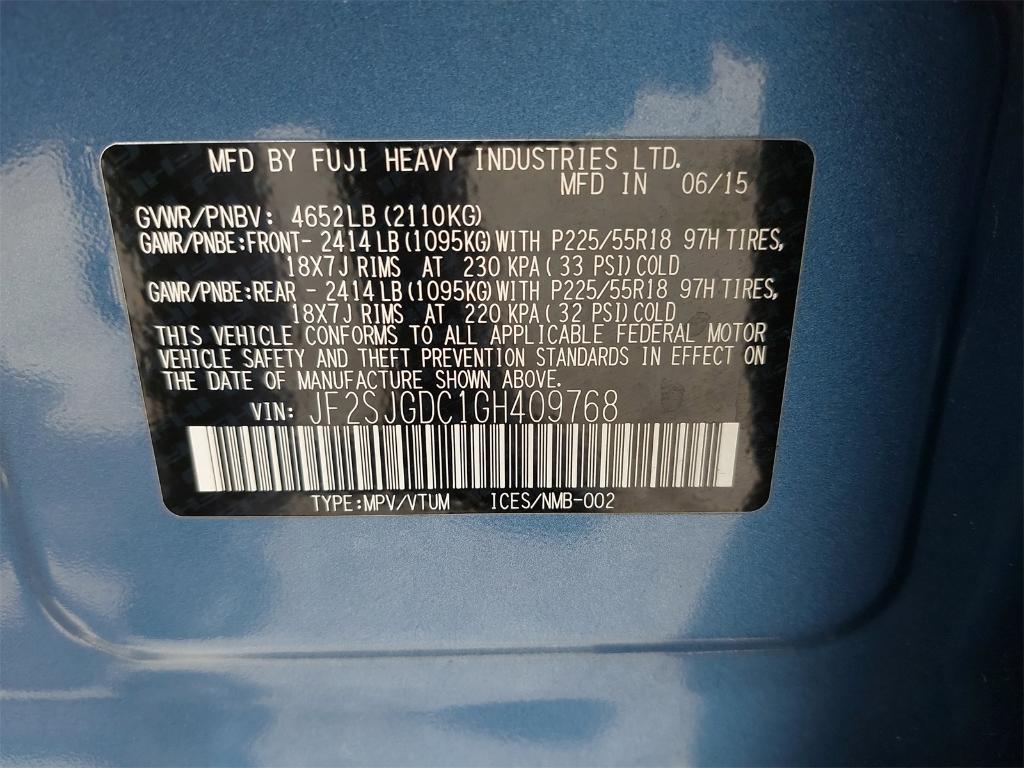 MFD BY FUJI HEAVY INDUSTRIES LTD.
MFD IN 06/15
GVWR/PNBV: 4652LB(2110KG)
GAWR/PNBE:FRONT- 2414LB(1095KG)WITH P225/55R18 97H TIRES,
18X7J RIMS AT 230 KPA( 33 PSI)COLD
GAWR/PNBE:REAR - 2414LB(1095KG)WITH P225/55R18 97H TIRES,
18X7J RIMS AT 220 KPA( 32 PSI)COLD
THIS VEHICLE CONFORMS TO ALL APPLICABLE FEDERAL MOTOR
VEHICLE SAFETY AND THEFT PREVENTION STANDARDS IN EFFECT ON
THE DATE OF MANUFACTURE SHOWN ABOVE.
VIN: JF2SJGDC1GH409768
TYPE:MPV/VTUM ICES/NMB-002